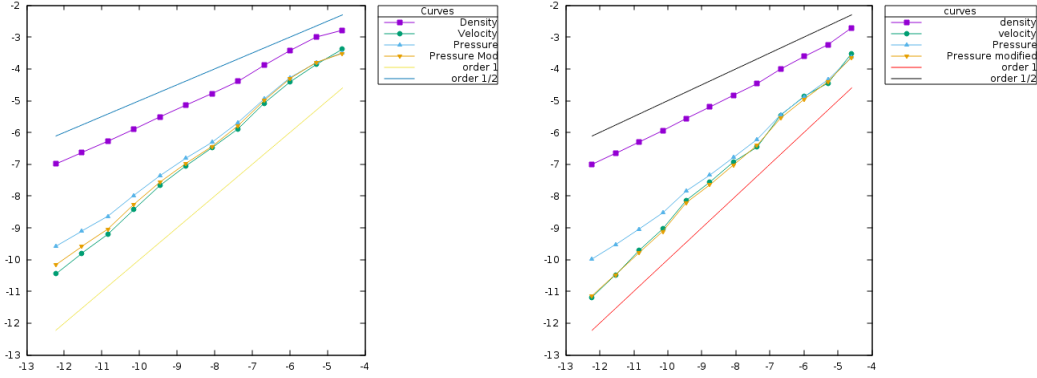 -2
-3
-4
-5
-6
-7
-8
-9
-10
-11
-12
-13
-13 -12 -11 -10 -9 -8 -7 -6 -5 -4
Curves
Density
Velocity
Pressure
Pressure Mod
order 1
order 1/2
-2
-3
-4
-5
-6
-7
-8
-9
-10
-11
-12
-13
-13 -12 -11 -10 -9 -8 -7 -6 -5 -4
curves
density
velocity
Pressure
Pressure modified
order 1
order 1/2